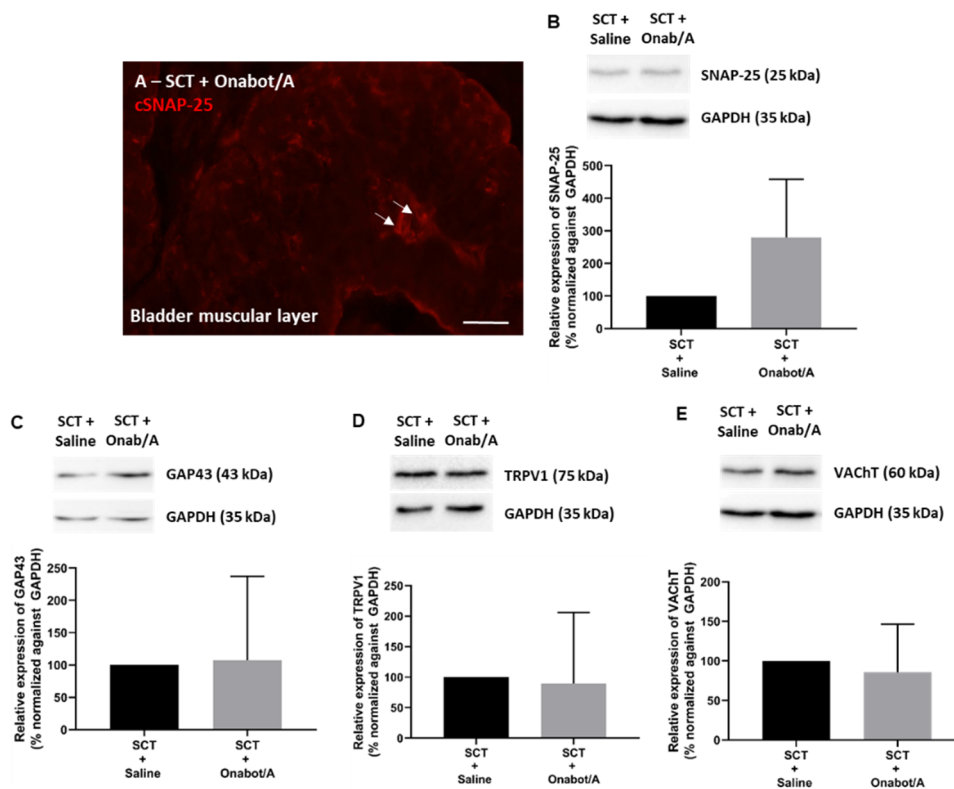 A – SCT + Onabot/A
cSNAP-25
Bladder muscular layer
B
SCT + Saline
SCT + Onab/A
SNAP-25 (25 kDa)
GAPDH (35 kDa)
Relative expression of SNAP-25
(% normalized against GAPDH)
500
400
300
200
100
0
SCT
+
Saline
SCT
+
Onabot/A
C
SCT + Saline
SCT + Onab/A
GAP43 (43 kDa)
GAPDH (35 kDa)
Relative expression of GAP43
(% normalized against GAPDH)
250
200
150
100
50
0
SCT
+
Saline
SCT
+
Onabot/A
D
SCT + Saline
SCT + Onab/A
TRPV1 (75 kDa)
GAPDH (35 kDa)
Relative expression of TRPV1
(% normalized against GAPDH)
250
200
150
100
50
0
SCT
+
Saline
SCT
+
Onabot/A
E
SCT + Saline
SCT + Onab/A
VAChT (60 kDa)
GAPDH (35 kDa)
Relative expression of VAChT
(% normalized against GAPDH)
200
150
100
50
0
SCT
+
Saline
SCT
+
Onabot/A